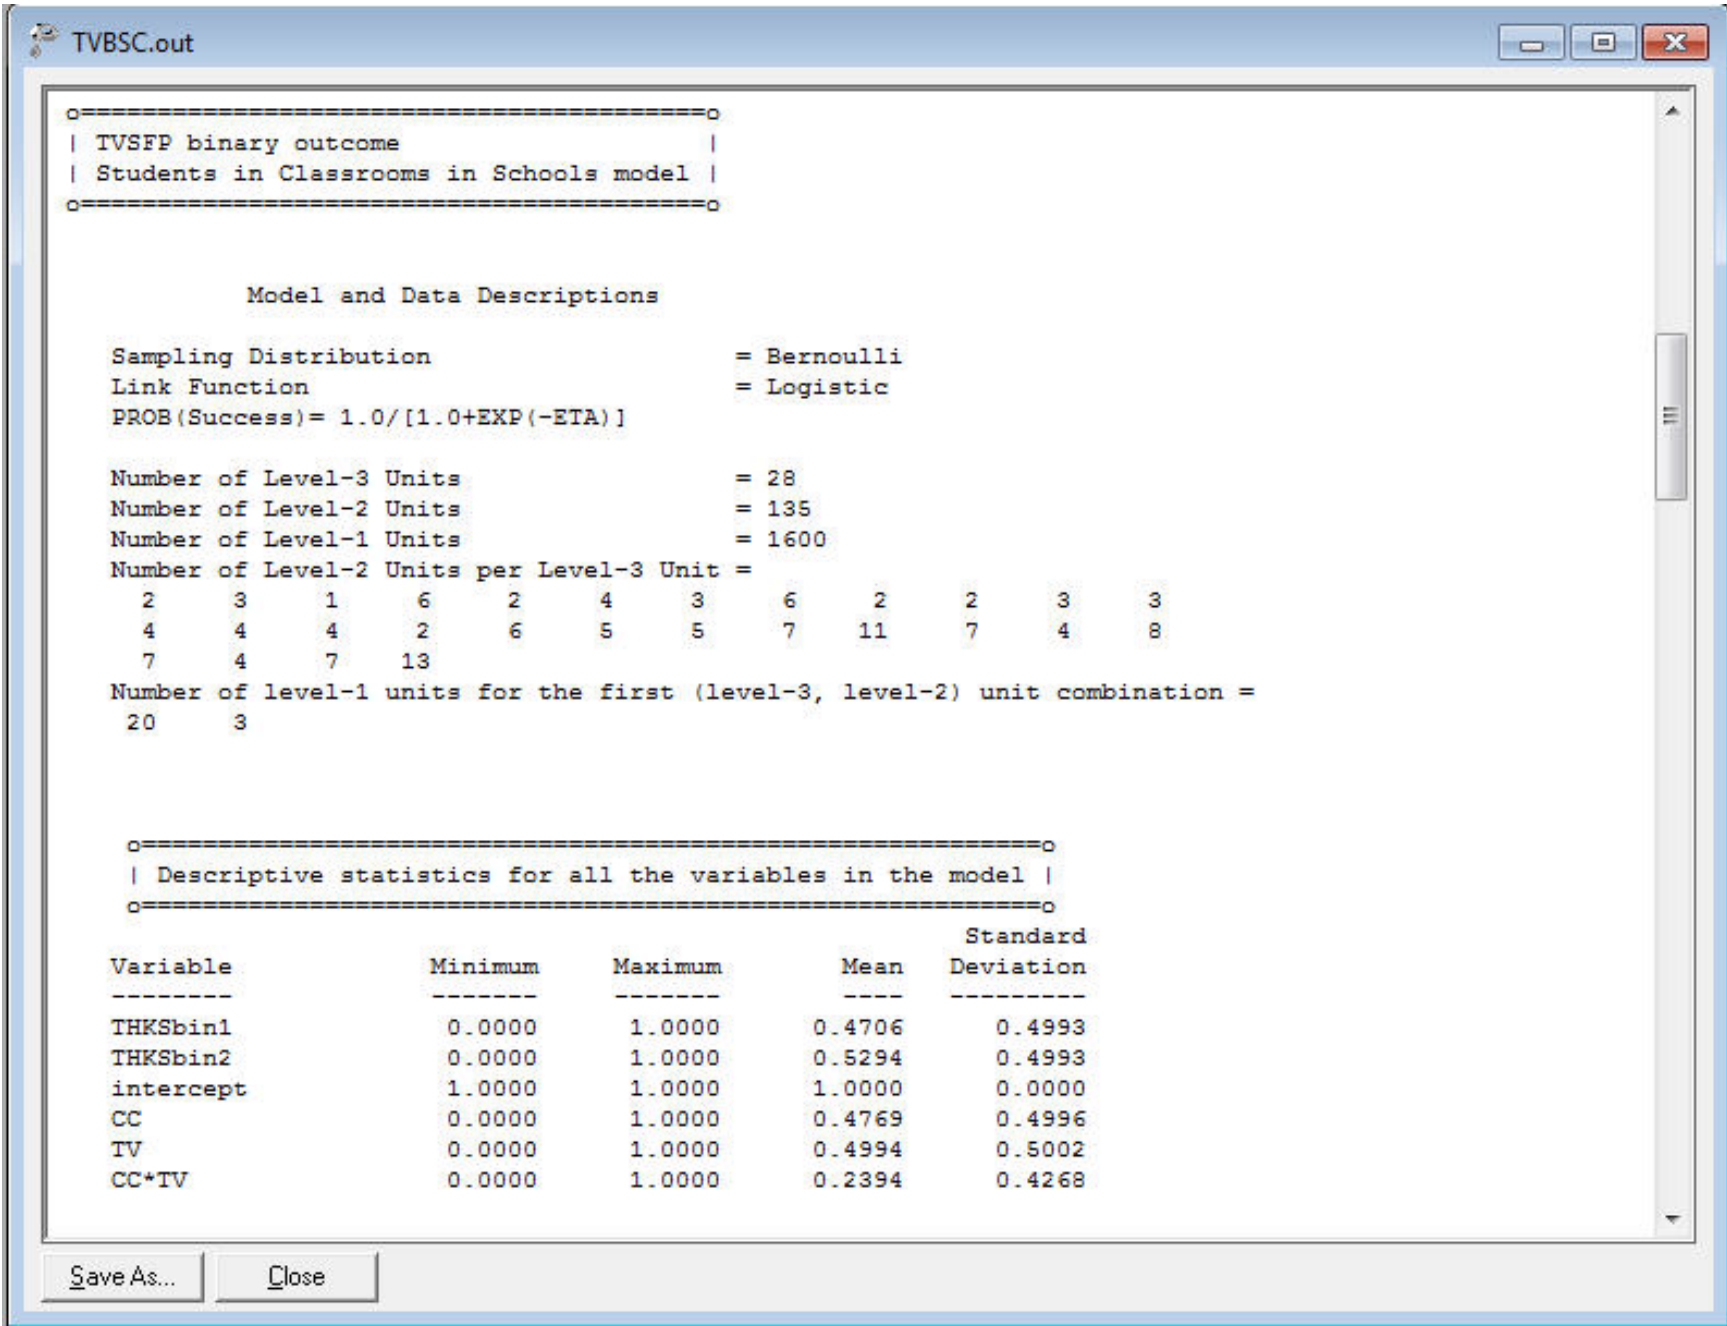 TVBSC.out
o=========================================o
| TVSFP binary outcome                    |
| Students in Classrooms in Schools model |
o=========================================o
Model and Data Descriptions
Sampling Distribution = Bernoulli
Link Function = Logistic
PROB(Success)= 1.0/[1.0+EXP(-ETA)]
Number of Level-3 Units = 28
Number of Level-2 Units = 135
Number of Level-1 Units = 1600
Number of Level-2 Units per Level-3 Unit =
2 3 1 6 2 4 3 6 2 2 3 3
4 4 4 2 6 5 5 7 11 7 4 8
7 4 7 13
Number of level-1 units for the first (level-3, level-2) unit combination =
20 3
o===========================================================o
| Descriptive statistics for all the variables in the model |
o===========================================================o
Standard
Variable Minimum Maximum Mean Deviation
-------- ------- ------- ---- ---------
THKSbin1 0.0000 1.0000 0.4706 0.4993
THKSbin2 0.0000 1.0000 0.5294 0.4993
intercept 1.0000 1.0000 1.0000 0.0000
CC 0.0000 1.0000 0.4769 0.4996
TV 0.0000 1.0000 0.4994 0.5002
CC*TV 0.0000 1.0000 0.2394 0.4268
Save As... Close